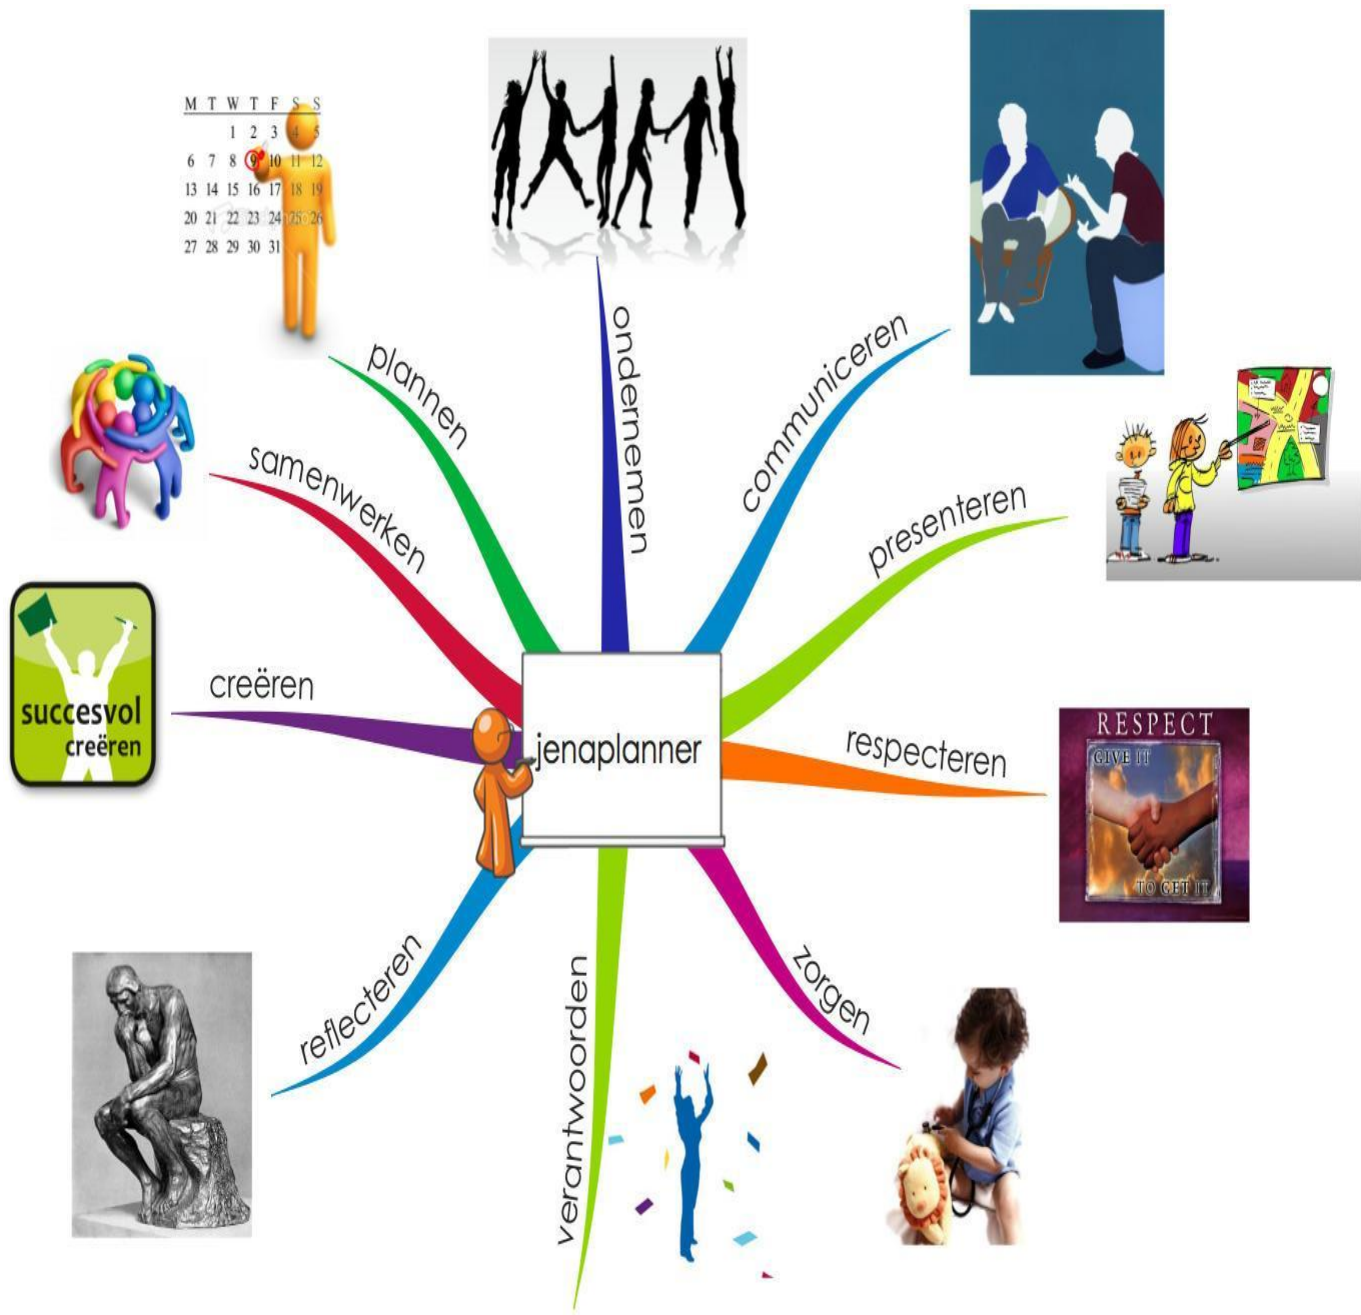 M T W T F S S
1 2 3 4 5
6 7 8 9 10 11 12
13 14 15 16 17 18 19
20 21 22 23 24 25 26
27 28 29 30 31
plannen
ondernemen
communiceren
samenwerken
presenteren
creëren
succesvol
creëren
jenaplanner
respecteren
RESPECT
GIVE IT
TO GET IT
reflecteren
verantwoorden
zorgen